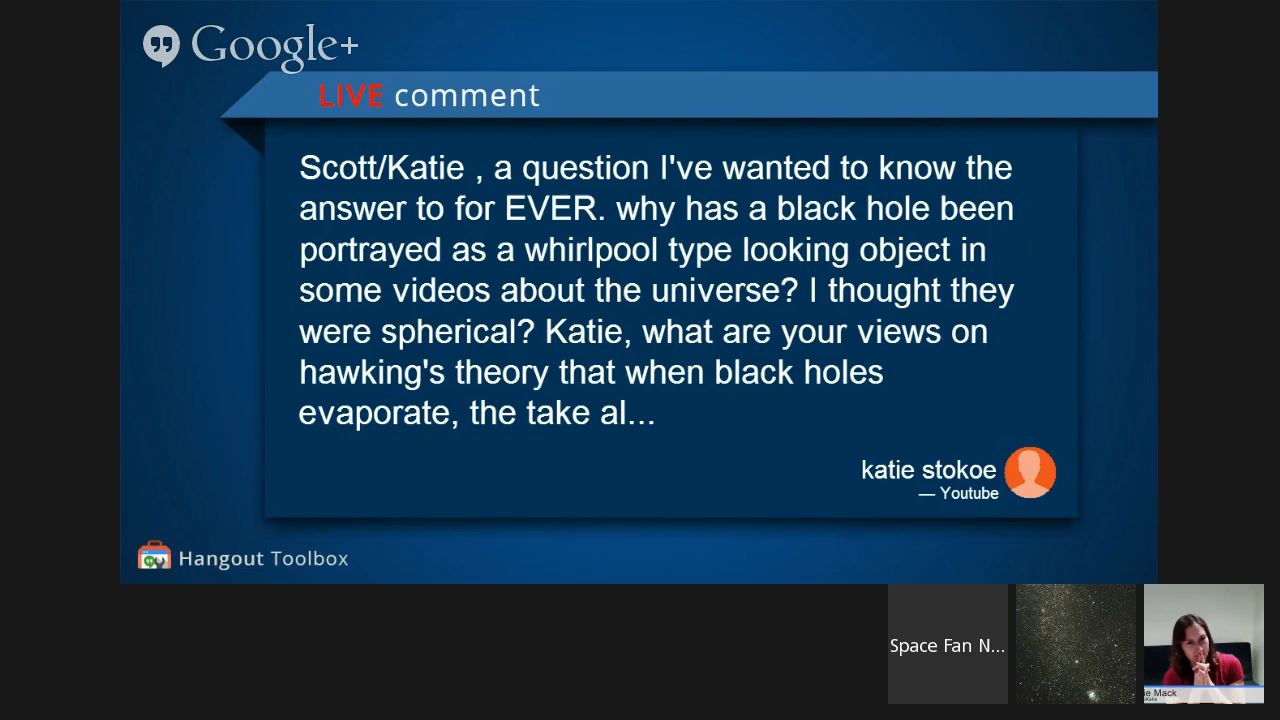 Google+
LIVE comment
Scott/Katie , a question I've wanted to know the
answer to for EVER. why has a black hole been
portrayed as a whirlpool type looking object in
some videos about the universe? I thought they
were spherical? Katie, what are your views on
hawking's theory that when black holes
evaporate, the take al...
katie stokoe
— Youtube
Hangout Toolbox
Space Fan N...
ie Mack